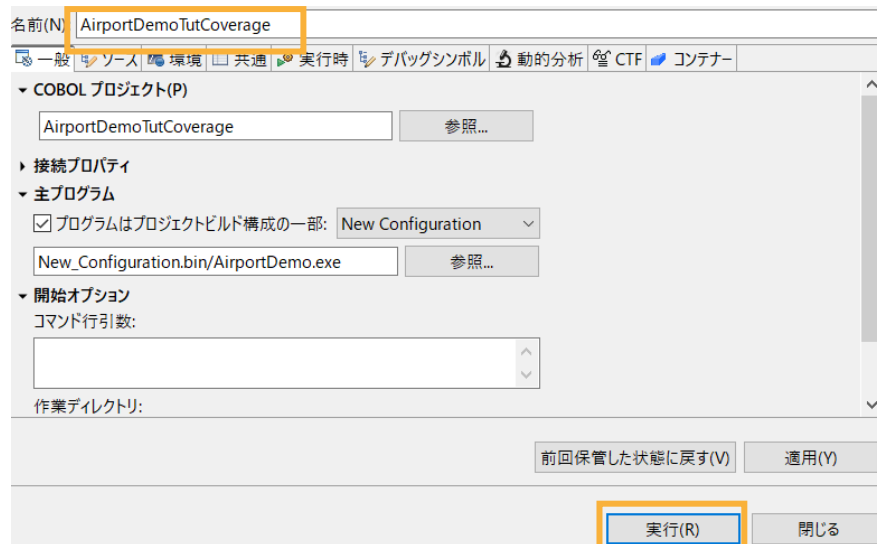 名前(N) AirportDemoTutCoverage
一般 ソース 環境 共通 実行時 デバッグシンボル 動的分析 CTF コンテナー
COBOL プロジェクト(P)
AirportDemoTutCoverage 参照...
接続プロパティ
主プログラム
プログラムはプロジェクトビルド構成の一部: New Configuration
New_Configuration.bin/AirportDemo.exe 参照...
開始オプション
コマンド行引数:
作業ディレクトリ:
前回保管した状態に戻す(V) 適用(Y)
実行(R) 閉じる